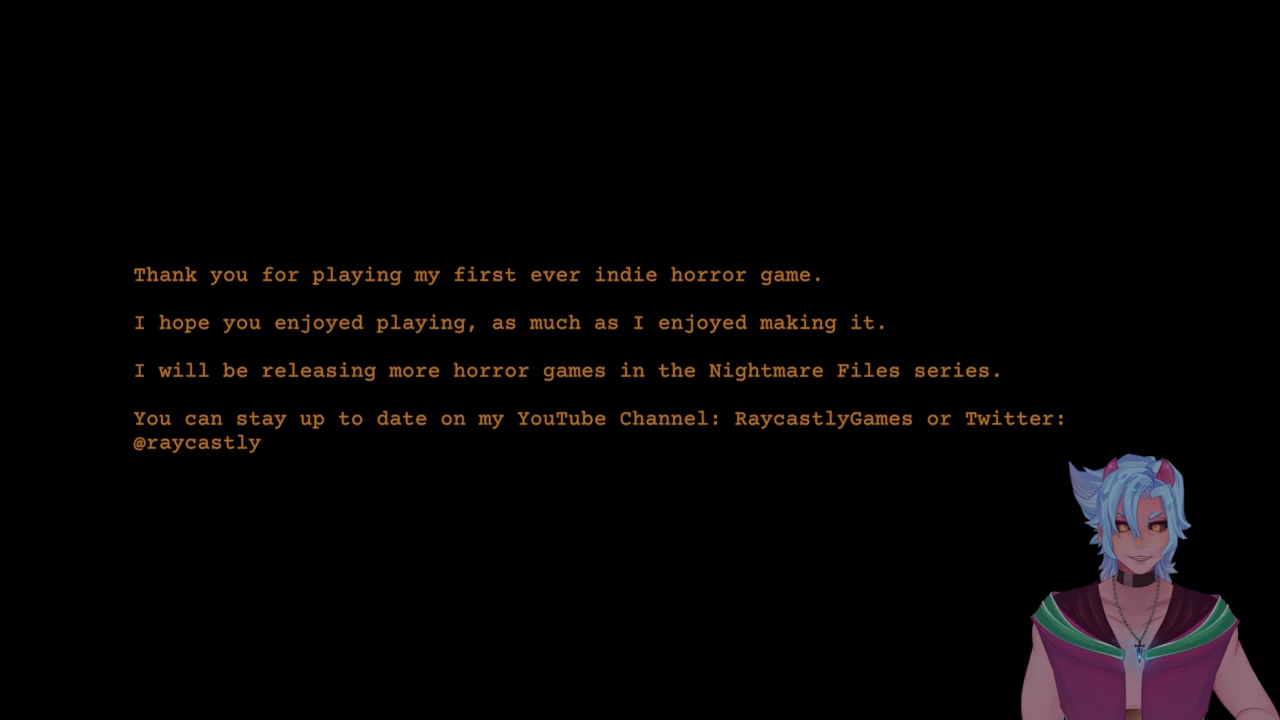 Thank you for playing my first ever indie horror game.
I hope you enjoyed playing, as much as I enjoyed making it.
I will be releasing more horror games in the Nightmare Files series.
You can stay up to date on my YouTube Channel: RaycastlyGames or Twitter:
@raycastly